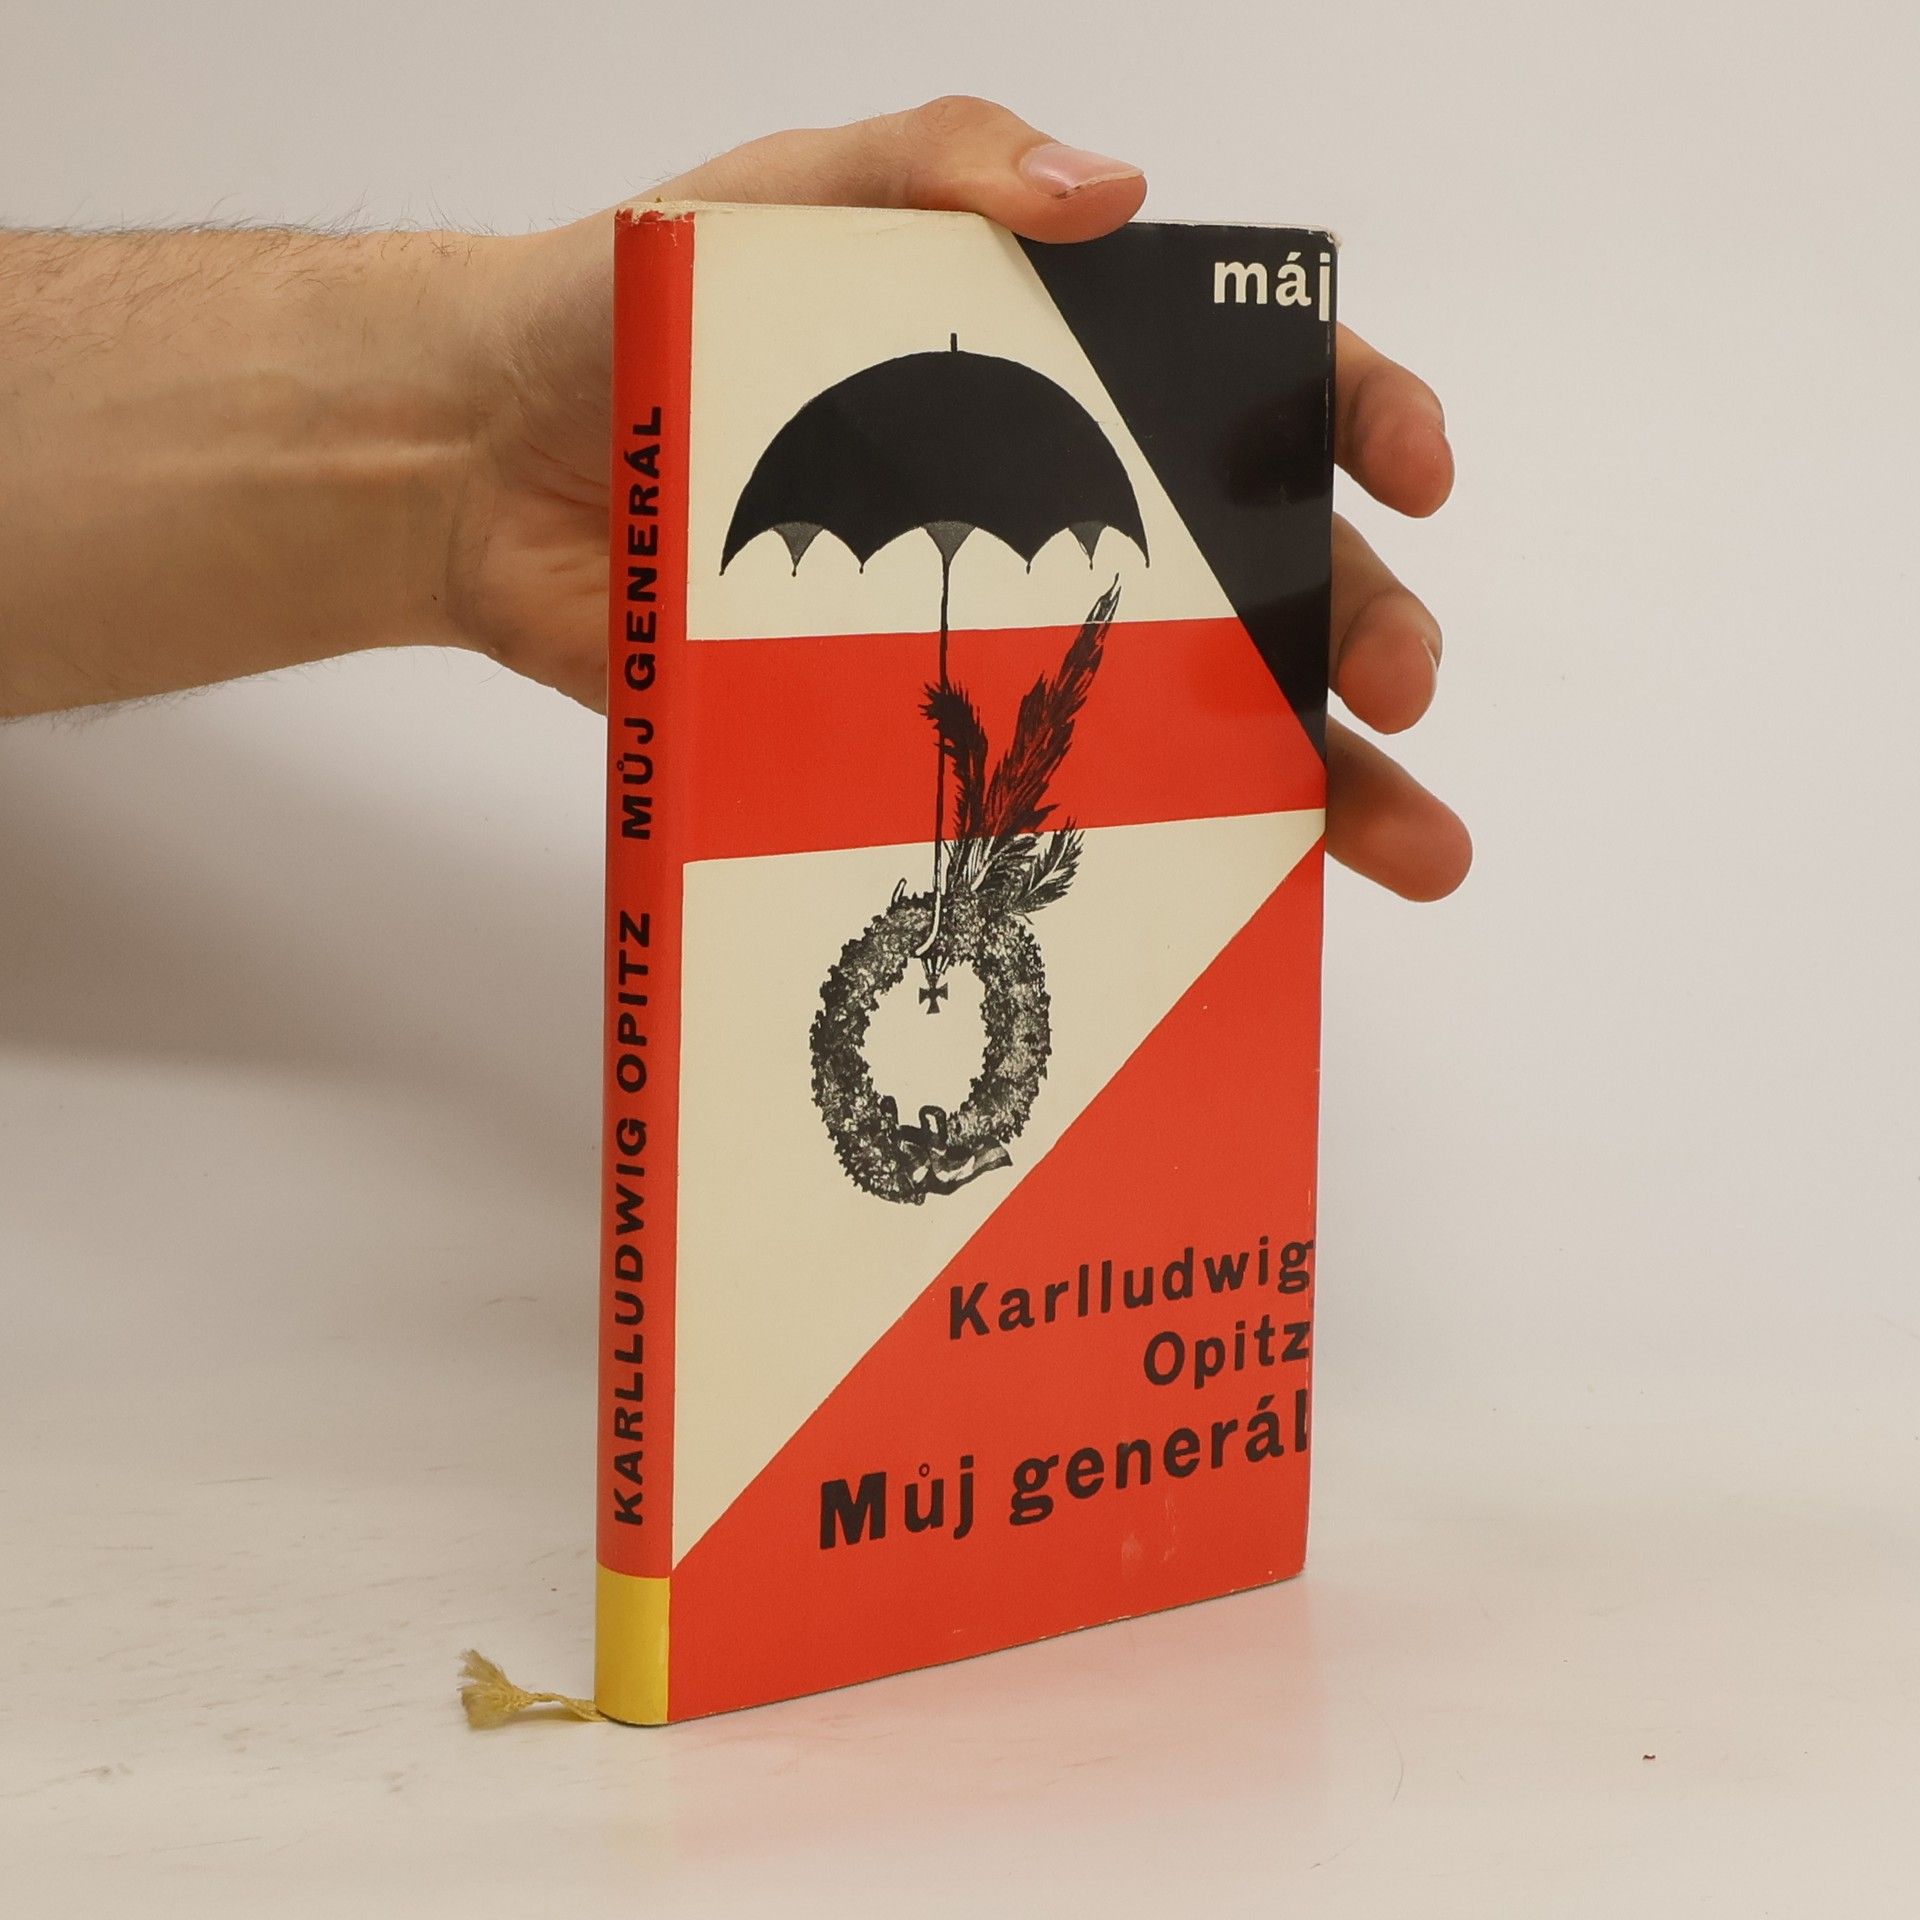 KARLLUDWIG OPITZ MŮJ GENERÁL
máj
Karlludwig
Opitz
Můj generál